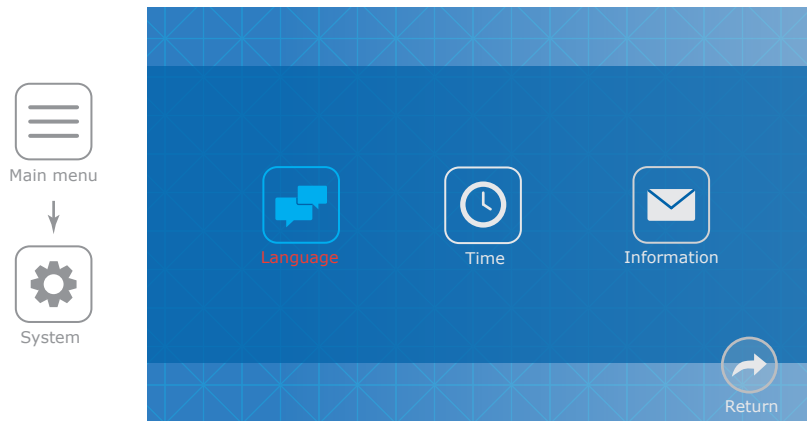 Main menu
System
Language
Time
Information
Return